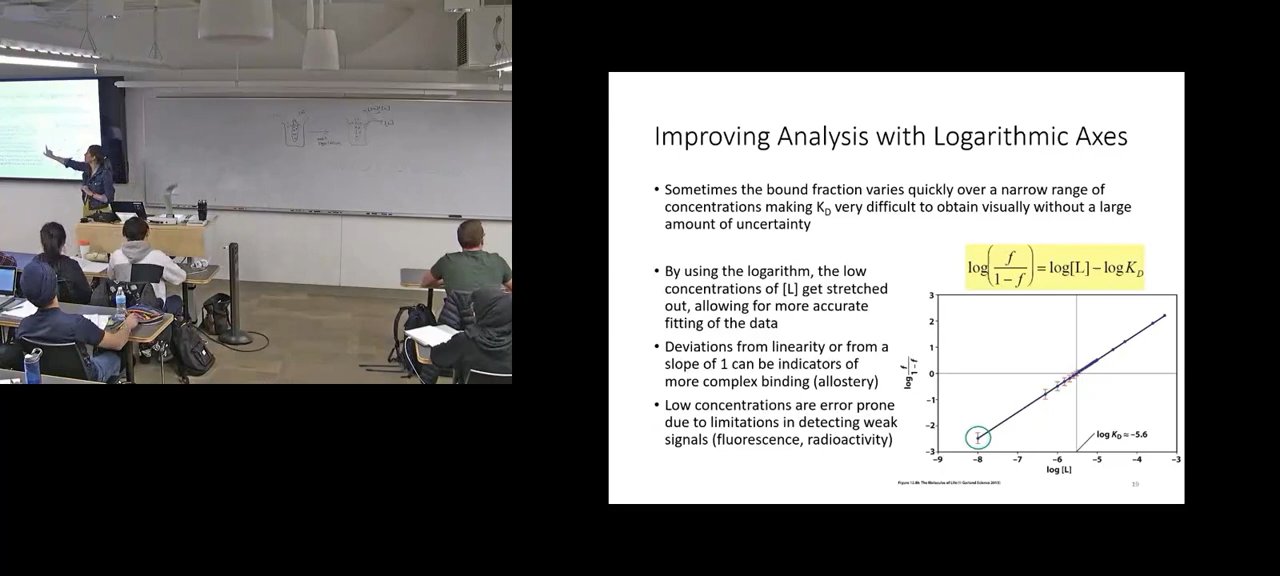 Improving Analysis with Logarithmic Axes
• Sometimes the bound fraction varies quickly over a narrow range of
concentrations making K_D very difficult to obtain visually without a large
amount of uncertainty
• By using the logarithm, the low
concentrations of [L] get stretched
out, allowing for more accurate
fitting of the data
• Deviations from linearity or from a
slope of 1 can be indicators of
more complex binding (allostery)
• Low concentrations are error prone
due to limitations in detecting weak
signals (fluorescence, radioactivity)
log(f/(1−f)) = log[L] − log K_D
3
2
1
0
−1
−2
−3
log f/(1−f)
log K_D = −5.6
−9 −8 −7 −6 −5 −4 −3
log [L]
19